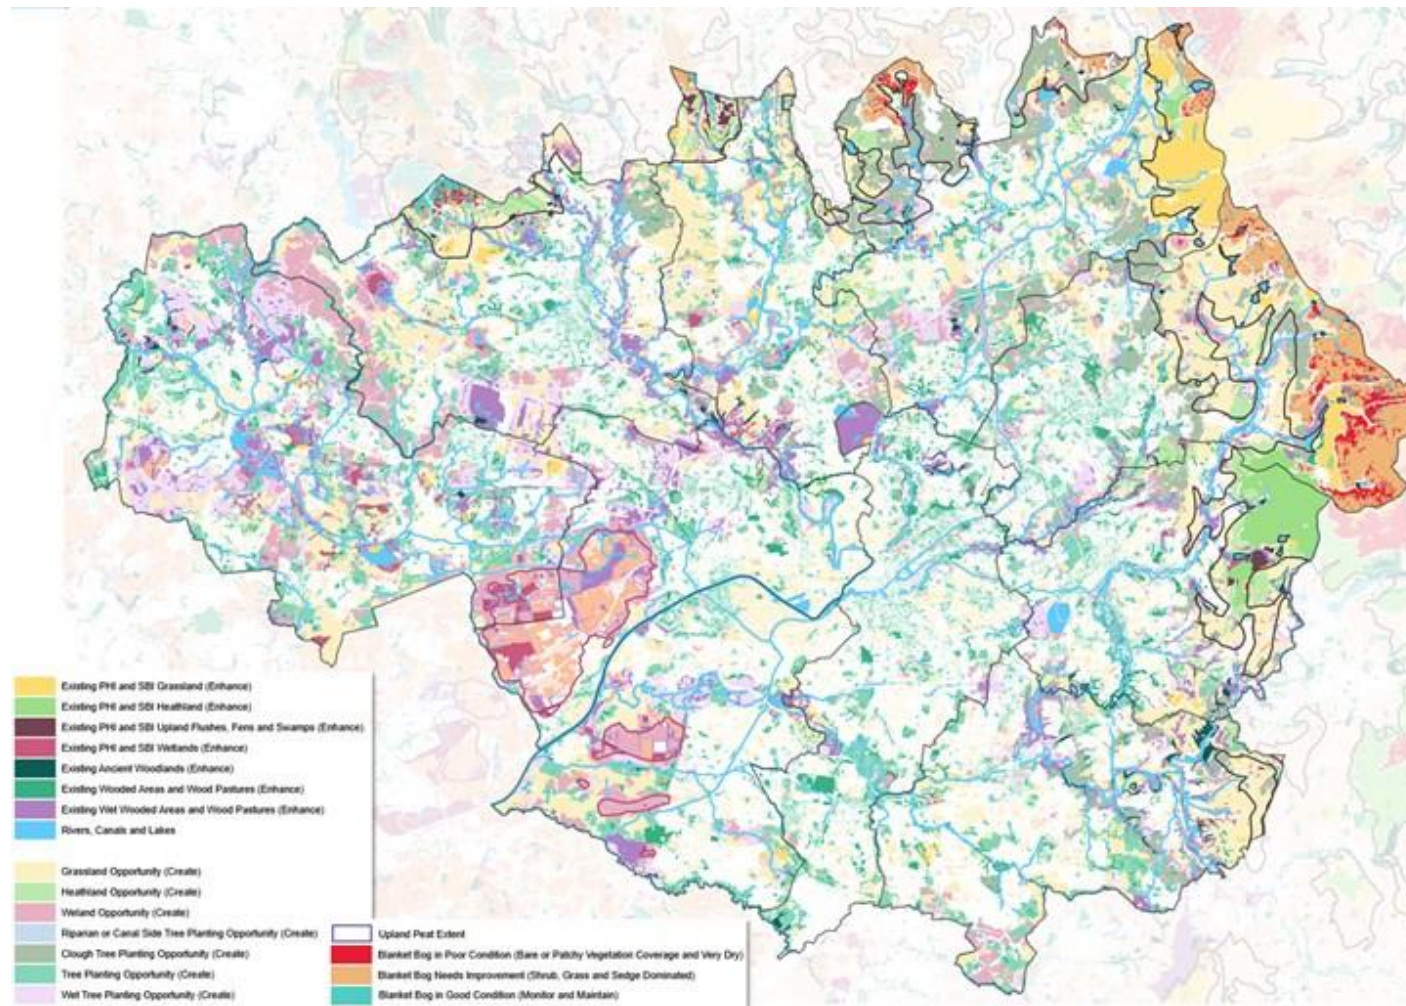 Existing PHI and SBI Grassland (Enhance)
Existing PHI and SBI Heathland (Enhance)
Existing PHI and SBI Upland Flushes, Fens and Swamps (Enhance)
Existing PHI and SBI Wetlands (Enhance)
Existing Ancient Woodlands (Enhance)
Existing Wooded Areas and Wood Pastures (Enhance)
Existing Wet Wooded Areas and Wood Pastures (Enhance)
Rivers, Canals and Lakes
Grassland Opportunity (Create)
Heathland Opportunity (Create)
Weland Opportunity (Create)
Riparian or Canal Side Tree Planting Opportunity (Create)
Clough Tree Planting Opportunity (Create)
Tree Planting Opportunity (Create)
Wet Tree Planting Opportunity (Create)
Upland Peat Extent
Blanket Bog in Poor Condition (Bare or Patchy Vegetation Coverage and Very Dry)
Blanket Bog Needs Improvement (Shrub, Grass and Sedge Dominated)
Blanket Bog in Good Condition (Monitor and Maintain)